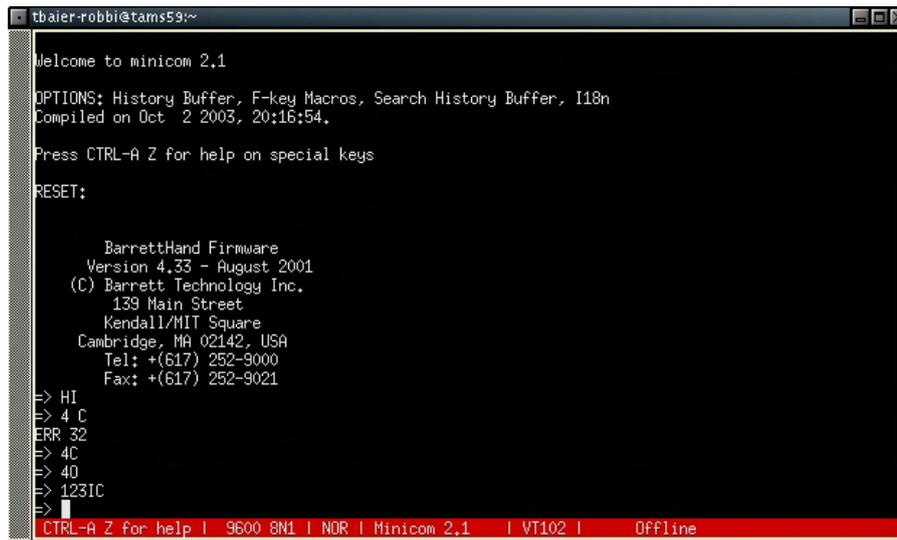 tbaier-robbi@tams59:~
Welcome to minicom 2.1
OPTIONS: History Buffer, F-key Macros, Search History Buffer, I18n
Compiled on Oct  2 2003, 20:16:54.
Press CTRL-A Z for help on special keys
RESET:
BarrettHand Firmware
Version 4.33 - August 2001
(C) Barrett Technology Inc.
139 Main Street
Kendall/MIT Square
Cambridge, MA 02142, USA
Tel: +(617) 252-9000
Fax: +(617) 252-9021
=> HI
=> 4 C
ERR 32
=> 4C
=> 4O
=> 123IC
=>
CTRL-A Z for help |  9600 8N1 | NOR | Minicom 2.1    | VT102 |      Offline